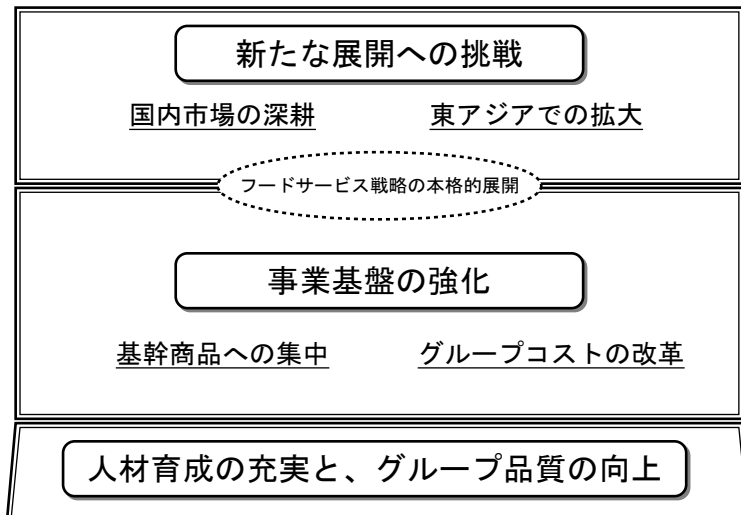 新たな展開への挑戦
国内市場の深耕　東アジアでの拡大
フードサービス戦略の本格的展開
事業基盤の強化
基幹商品への集中　グループコストの改革
人材育成の充実と、グループ品質の向上